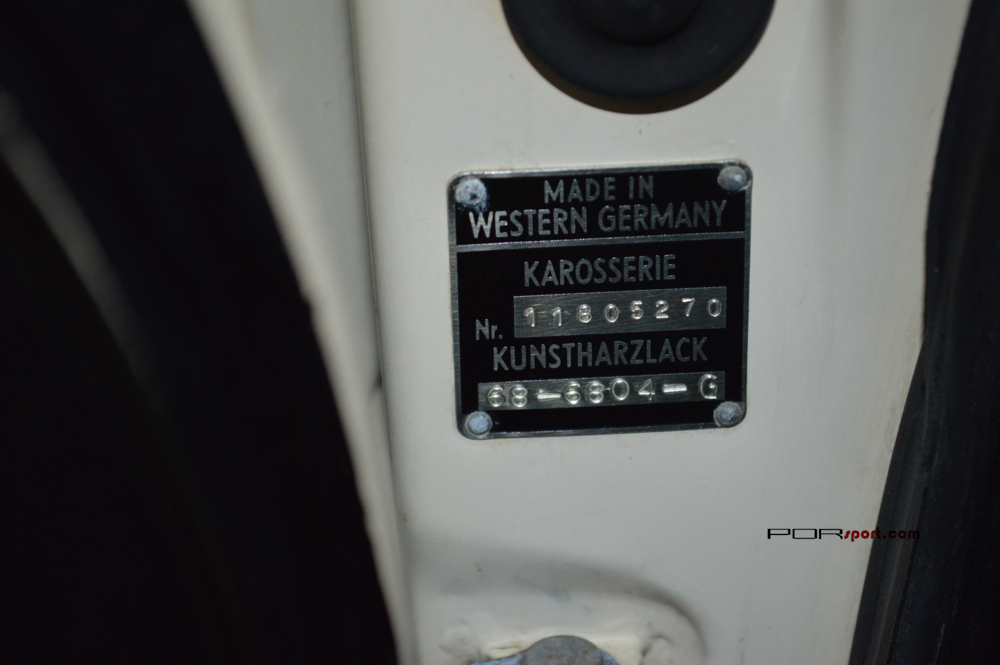 MADE IN
WESTERN GERMANY
KAROSSERIE
Nr. 11805270
KUNSTHARZLACK
68-6804-G
PORsport.com